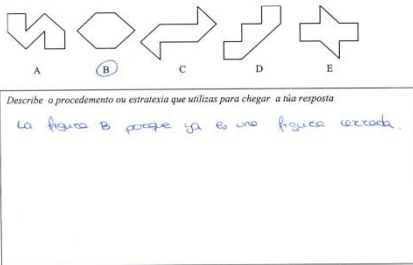 A B C D E
Describe o procedemento ou estratexia que utilizas para chegar a túa resposta
La figura B porque ya es una figura cerrada.